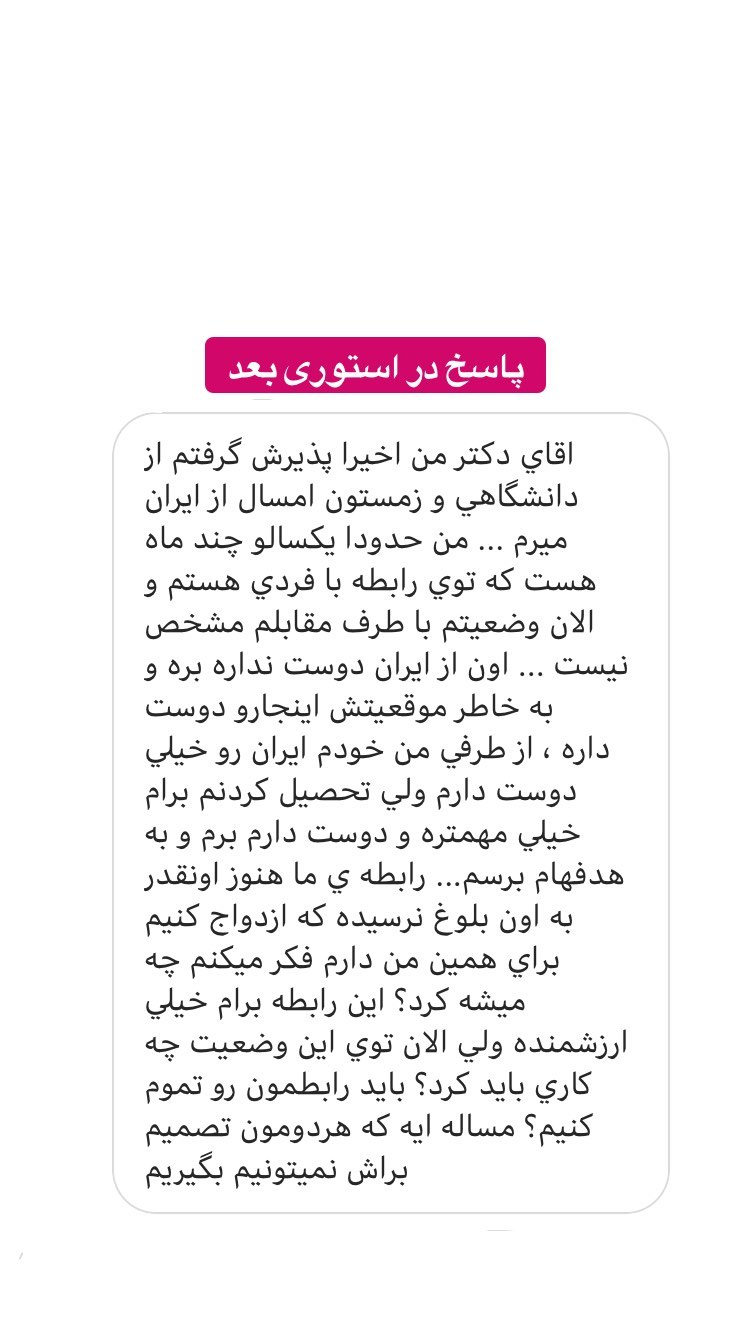 پاسخ در استوری بعد
اقاي دكتر من اخيرا پذيرش گرفتم از
دانشگاهي و زمستون امسال از ايران
ميرم ... من حدودا يكسالو چند ماه
هست كه توي رابطه با فردي هستم و
الان وضعيتم با طرف مقابلم مشخص
نيست ... اون از ايران دوست نداره بره و
به خاطر موقعيتش اينجارو دوست
داره ، از طرفي من خودم ايران رو خيلي
دوست دارم ولي تحصيل كردنم برام
خيلي مهمتره و دوست دارم برم و به
هدفهام برسم... رابطه ي ما هنوز اونقدر
به اون بلوغ نرسيده كه ازدواج كنيم
براي همين من دارم فكر ميكنم چه
ميشه كرد؟ اين رابطه برام خيلي
ارزشمنده ولي الان توي اين وضعيت چه
كاري بايد كرد؟ بايد رابطمون رو تموم
كنيم؟ مساله ايه كه هردومون تصميم
براش نميتونيم بگيريم